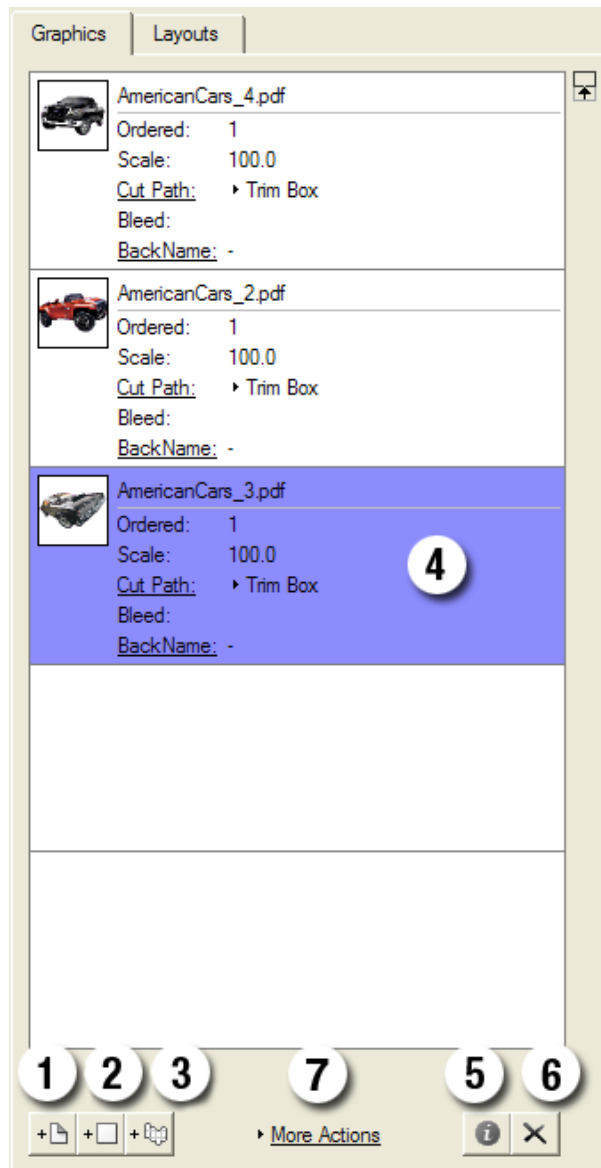 Graphics Layouts
AmericanCars_4.pdf
Ordered: 1
Scale: 100.0
Cut Path: ‣ Trim Box
Bleed:
BackName: -
AmericanCars_2.pdf
Ordered: 1
Scale: 100.0
Cut Path: ‣ Trim Box
Bleed:
BackName: -
AmericanCars_3.pdf
Ordered: 1
Scale: 100.0
Cut Path: ‣ Trim Box
Bleed:
BackName: -
4
1 2 3 7 5 6
‣ More Actions